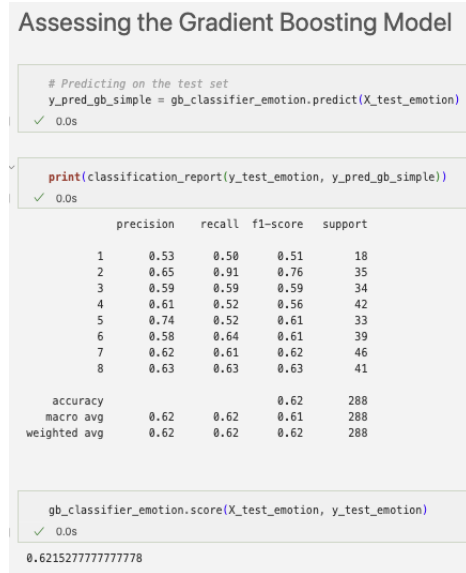 Assessing the Gradient Boosting Model
# Predicting on the test set
y_pred_gb_simple = gb_classifier_emotion.predict(X_test_emotion)
✓ 0.0s
print(classification_report(y_test_emotion, y_pred_gb_simple))
✓ 0.0s
precision recall f1-score support
1 0.53 0.50 0.51 18
2 0.65 0.91 0.76 35
3 0.59 0.59 0.59 34
4 0.61 0.52 0.56 42
5 0.74 0.52 0.61 33
6 0.58 0.64 0.61 39
7 0.62 0.61 0.62 46
8 0.63 0.63 0.63 41
accuracy 0.62 288
macro avg 0.62 0.62 0.61 288
weighted avg 0.62 0.62 0.62 288
gb_classifier_emotion.score(X_test_emotion, y_test_emotion)
✓ 0.0s
0.6215277777777778